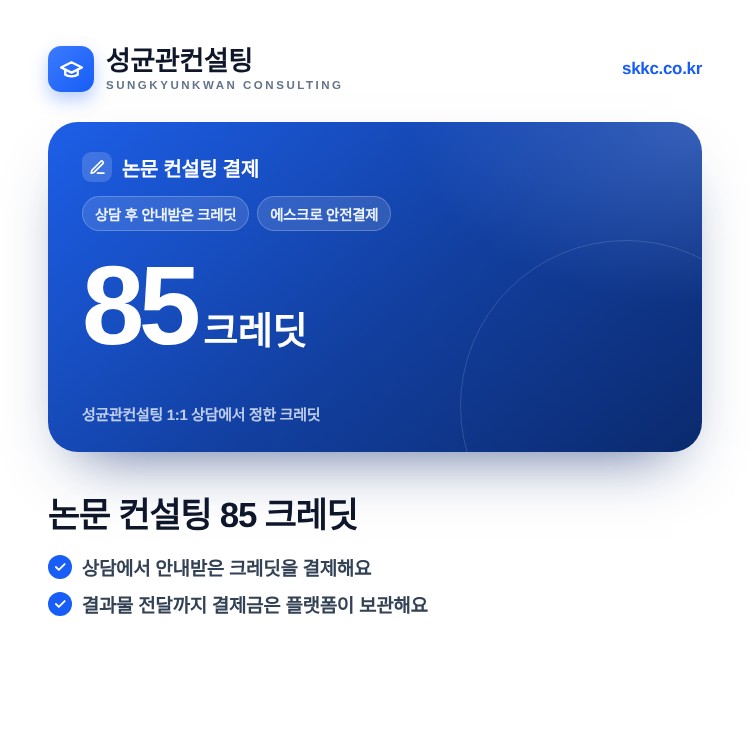 성균관컨설팅
SUNGKYUNKWAN CONSULTING
skkc.co.kr
논문 컨설팅 결제
상담 후 안내받은 크레딧
에스크로 안전결제
85 크레딧
성균관컨설팅 1:1 상담에서 정한 크레딧
논문 컨설팅 85 크레딧
상담에서 안내받은 크레딧을 결제해요
결과물 전달까지 결제금은 플랫폼이 보관해요